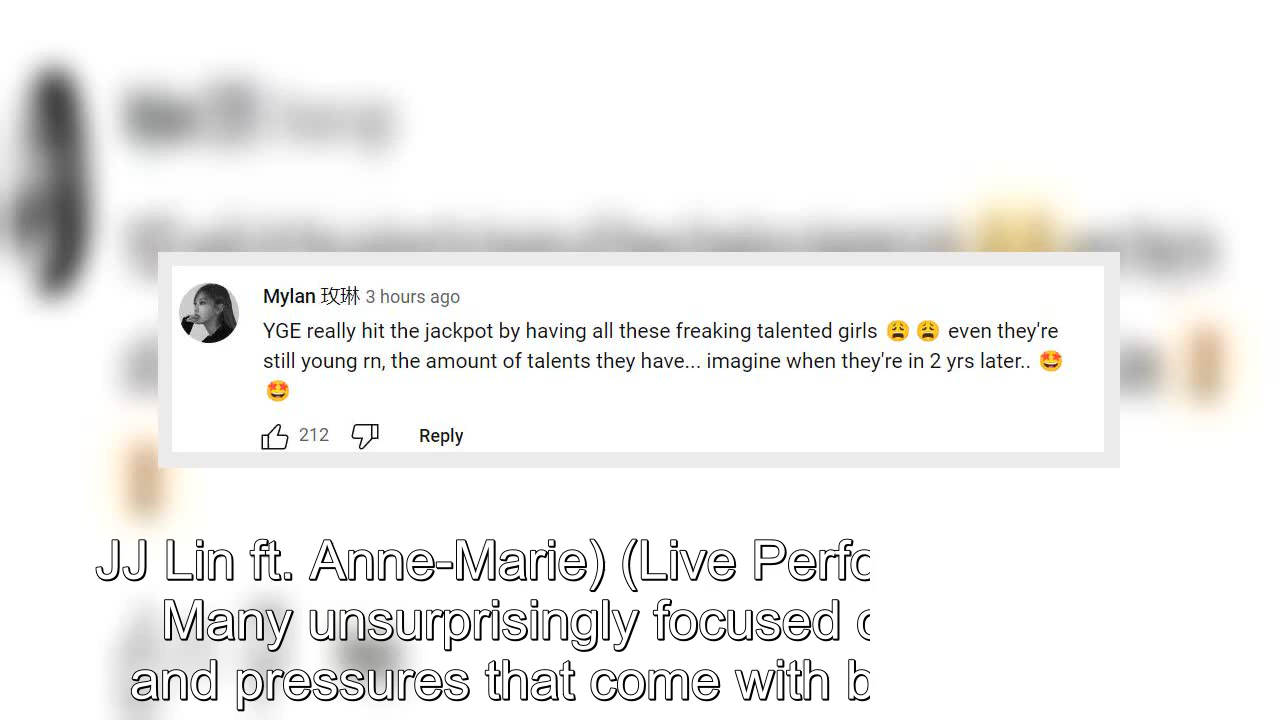 Mylan 玫琳 3 hours ago
YGE really hit the jackpot by having all these freaking talented girls 😩 😩 even they're
still young rn, the amount of talents they have... imagine when they're in 2 yrs later.. 🤩
🤩
212 Reply
JJ Lin ft. Anne-Marie) (Live Perfo
Many unsurprisingly focused
and pressures that come with b